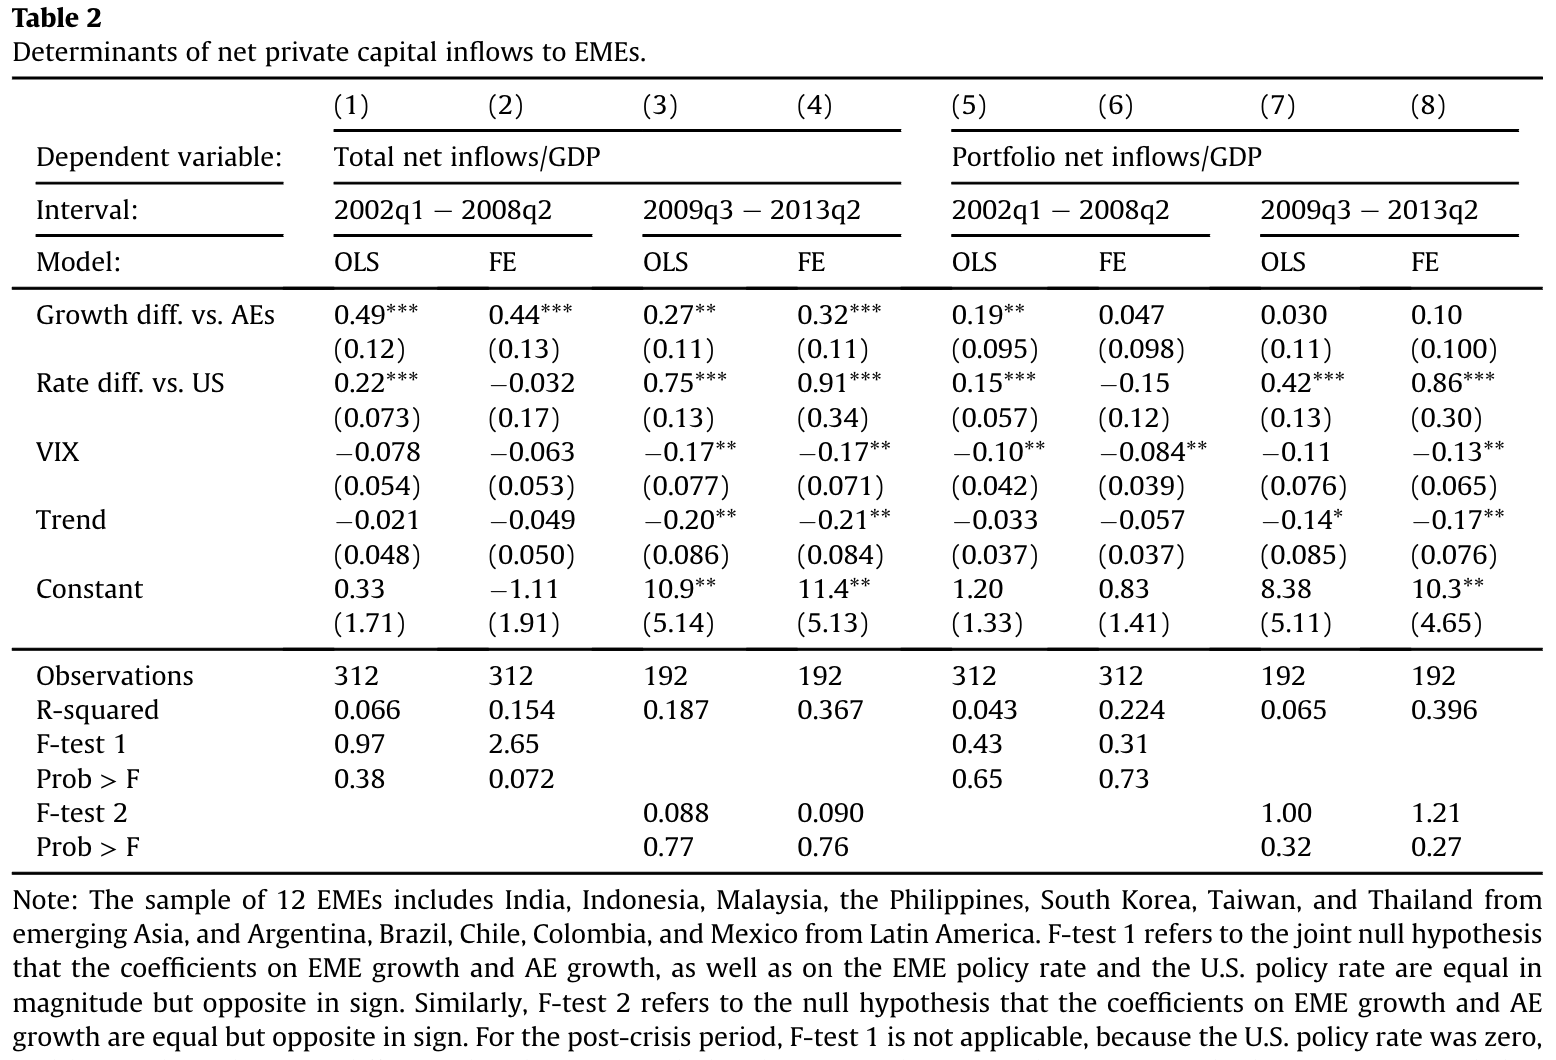 Table 2
Determinants of net private capital inflows to EMEs.
(1) (2) (3) (4) (5) (6) (7) (8)
Dependent variable: Total net inflows/GDP Portfolio net inflows/GDP
Interval: 2002q1 − 2008q2 2009q3 − 2013q2 2002q1 − 2008q2 2009q3 − 2013q2
Model: OLS FE OLS FE OLS FE OLS FE
Growth diff. vs. AEs 0.49*** 0.44*** 0.27** 0.32*** 0.19** 0.047 0.030 0.10
(0.12) (0.13) (0.11) (0.11) (0.095) (0.098) (0.11) (0.100)
Rate diff. vs. US 0.22*** −0.032 0.75*** 0.91*** 0.15*** −0.15 0.42*** 0.86***
(0.073) (0.17) (0.13) (0.34) (0.057) (0.12) (0.13) (0.30)
VIX −0.078 −0.063 −0.17** −0.17** −0.10** −0.084** −0.11 −0.13**
(0.054) (0.053) (0.077) (0.071) (0.042) (0.039) (0.076) (0.065)
Trend −0.021 −0.049 −0.20** −0.21** −0.033 −0.057 −0.14* −0.17**
(0.048) (0.050) (0.086) (0.084) (0.037) (0.037) (0.085) (0.076)
Constant 0.33 −1.11 10.9** 11.4** 1.20 0.83 8.38 10.3**
(1.71) (1.91) (5.14) (5.13) (1.33) (1.41) (5.11) (4.65)
Observations 312 312 192 192 312 312 192 192
R-squared 0.066 0.154 0.187 0.367 0.043 0.224 0.065 0.396
F-test 1 0.97 2.65 0.43 0.31
Prob > F 0.38 0.072 0.65 0.73
F-test 2 0.088 0.090 1.00 1.21
Prob > F 0.77 0.76 0.32 0.27
Note: The sample of 12 EMEs includes India, Indonesia, Malaysia, the Philippines, South Korea, Taiwan, and Thailand from
emerging Asia, and Argentina, Brazil, Chile, Colombia, and Mexico from Latin America. F-test 1 refers to the joint null hypothesis
that the coefficients on EME growth and AE growth, as well as on the EME policy rate and the U.S. policy rate are equal in
magnitude but opposite in sign. Similarly, F-test 2 refers to the null hypothesis that the coefficients on EME growth and AE
growth are equal but opposite in sign. For the post-crisis period, F-test 1 is not applicable, because the U.S. policy rate was zero,